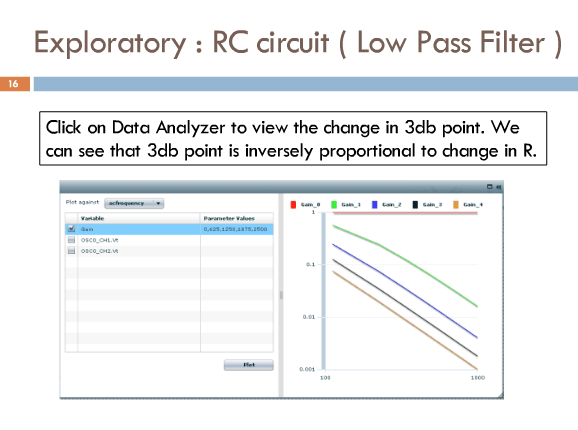 Exploratory : RC circuit ( Low Pass Filter )
16
Click on Data Analyzer to view the change in 3db point. We
can see that 3db point is inversely proportional to change in R.
Plot against: acfrequency
Variable Parameter Values
Gain 0,625,1250,1875,2500
OSC0_CH1.Vt
OSC0_CH2.Vt
Plot
Gain_0 Gain_1 Gain_2 Gain_3 Gain_4
1
0.1
0.01
0.001
100 1000